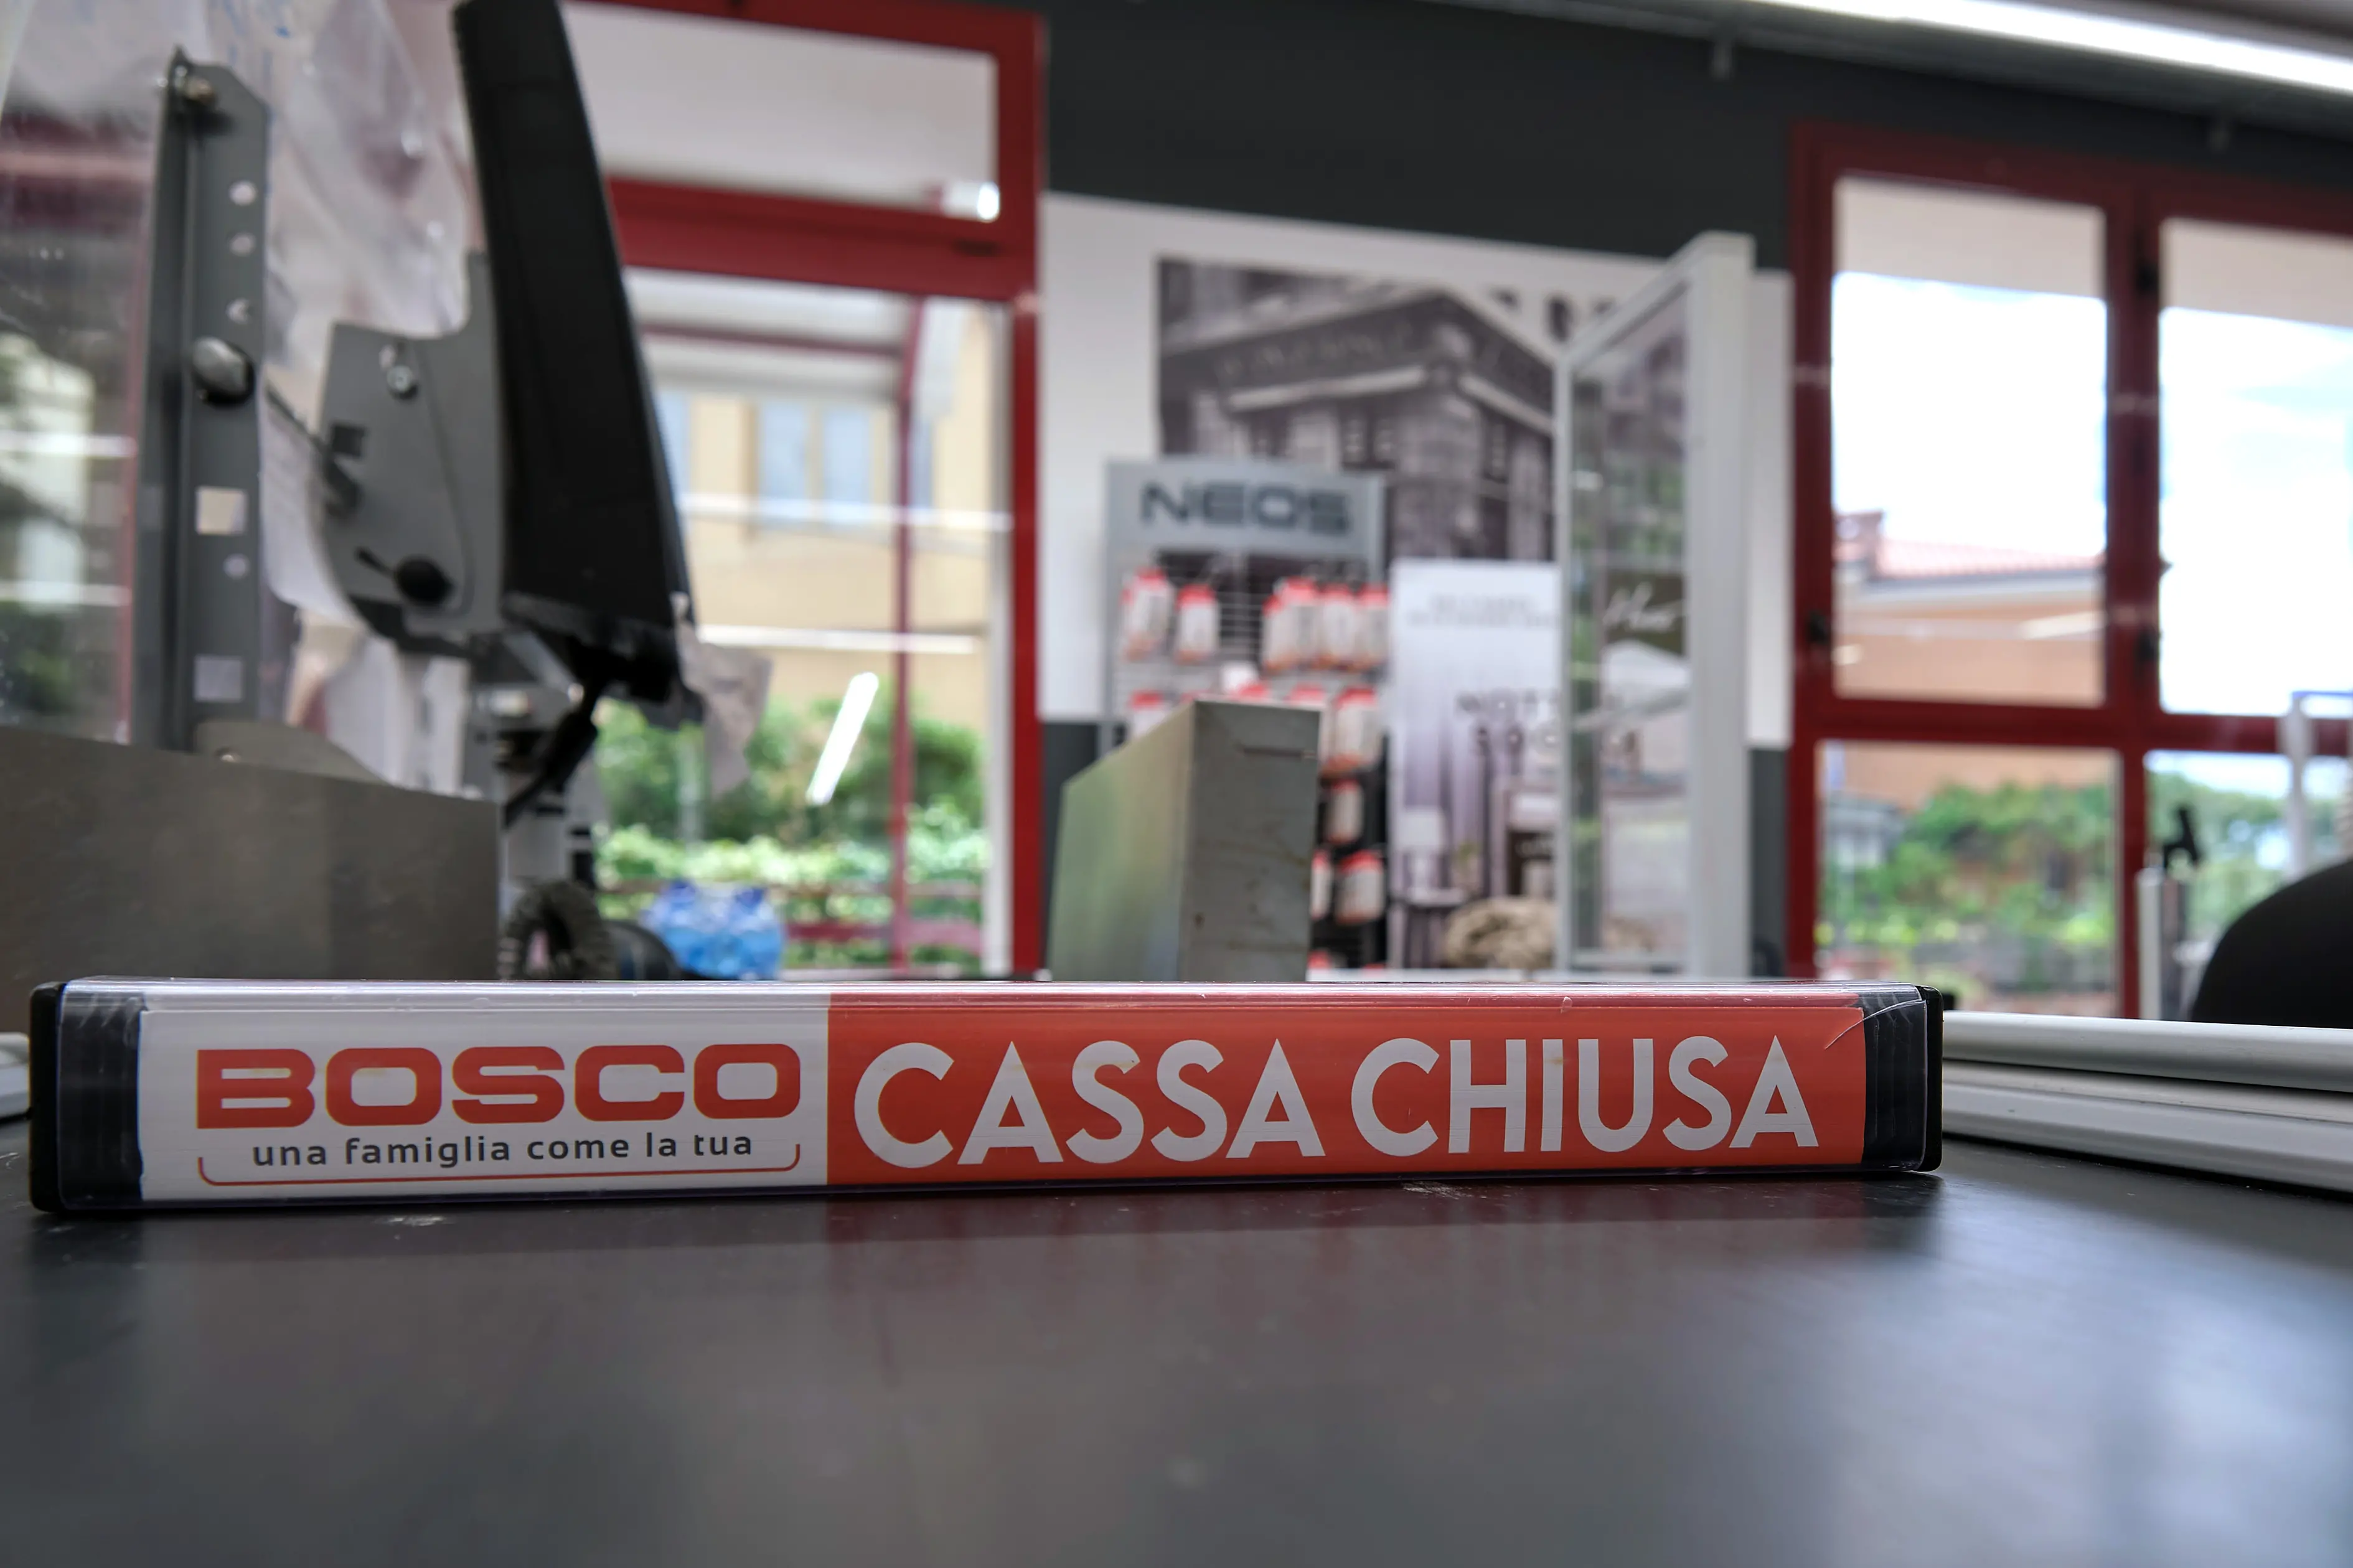 NEOS
BOSCO
una famiglia come la tua
CASSA CHIUSA